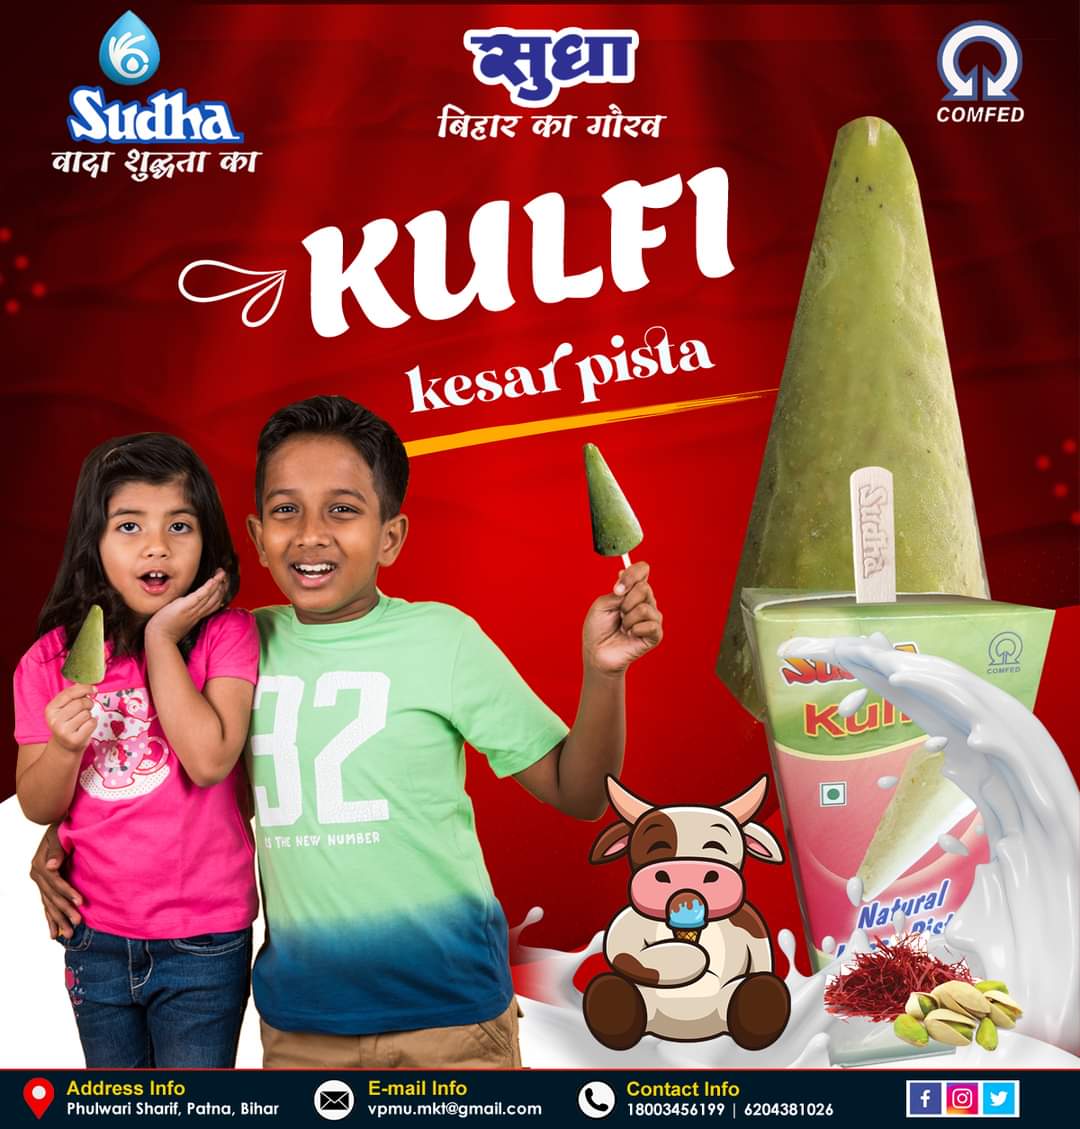 Sudha
वादा शुद्धता का
सुधा
बिहार का गौरव
COMFED
KULFI
kesar pista
Sudha
COMFED
32
IS THE NEW NUMBER
Natural
Address Info
Phulwari Sharif, Patna, Bihar
E-mail Info
vpmu.mkt@gmail.com
Contact Info
18003456199 | 6204381026